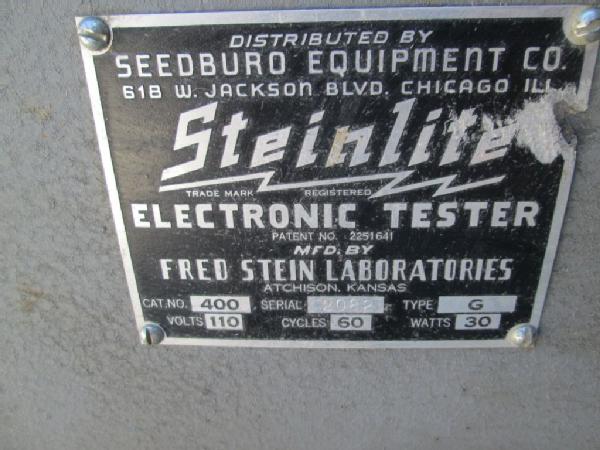 DISTRIBUTED BY
SEEDBURO EQUIPMENT CO.
618 W. JACKSON BLVD. CHICAGO ILL
Steinlite
TRADE MARK REGISTERED
ELECTRONIC TESTER
PATENT NO. 2251641
MFD. BY
FRED STEIN LABORATORIES
ATCHISON, KANSAS
CAT. NO. 400 SERIAL 2082 TYPE G
VOLTS 110 CYCLES 60 WATTS 30